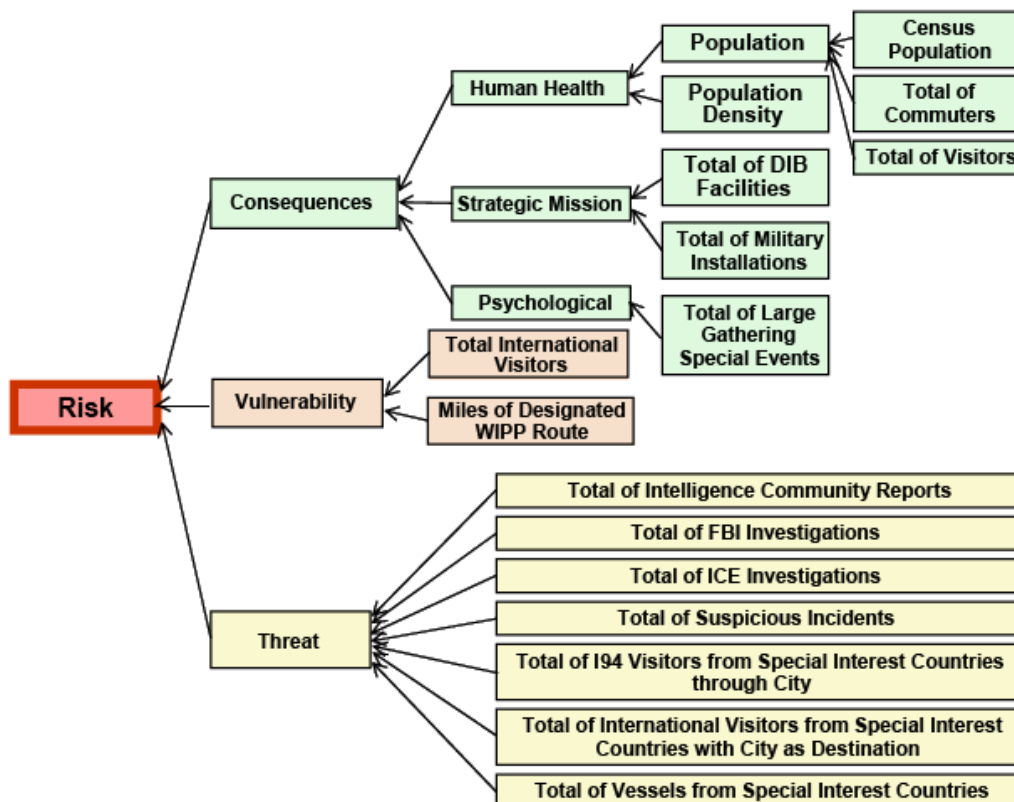 Census
Population
Population
Human Health
Population
Density
Total of
Commuters
Total of Visitors
Consequences
Strategic Mission
Total of DIB
Facilities
Total of Military
Installations
Psychological
Total of Large
Gathering
Special Events
Risk
Vulnerability
Total International
Visitors
Miles of Designated
WIPP Route
Threat
Total of Intelligence Community Reports
Total of FBI Investigations
Total of ICE Investigations
Total of Suspicious Incidents
Total of I94 Visitors from Special Interest Countries
through City
Total of International Visitors from Special Interest
Countries with City as Destination
Total of Vessels from Special Interest Countries